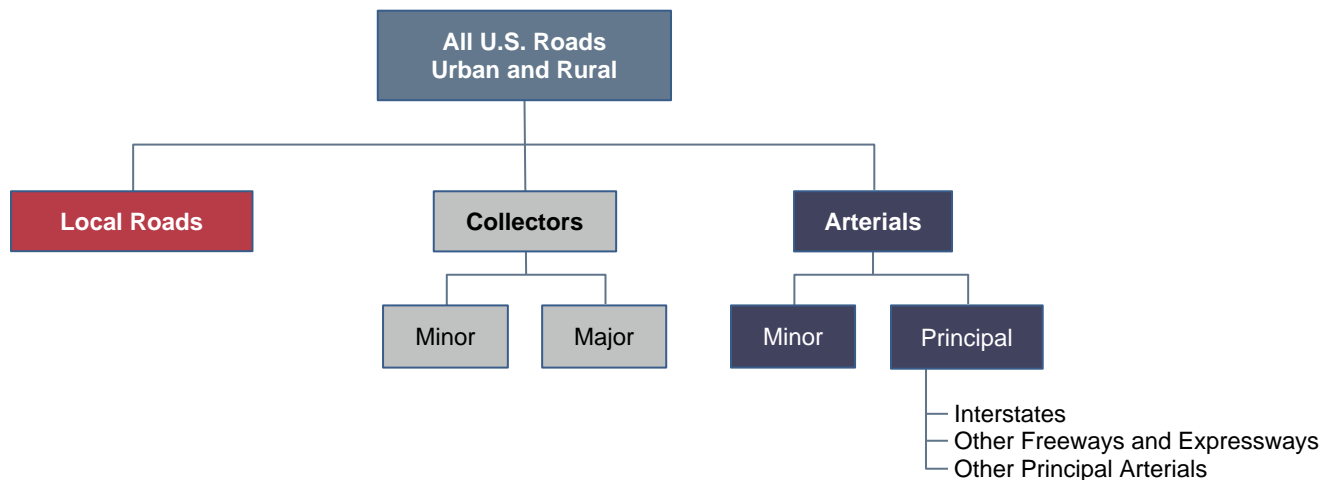 All U.S. Roads
Urban and Rural
Local Roads
Collectors
Arterials
Minor
Major
Minor
Principal
Interstates
Other Freeways and Expressways
Other Principal Arterials